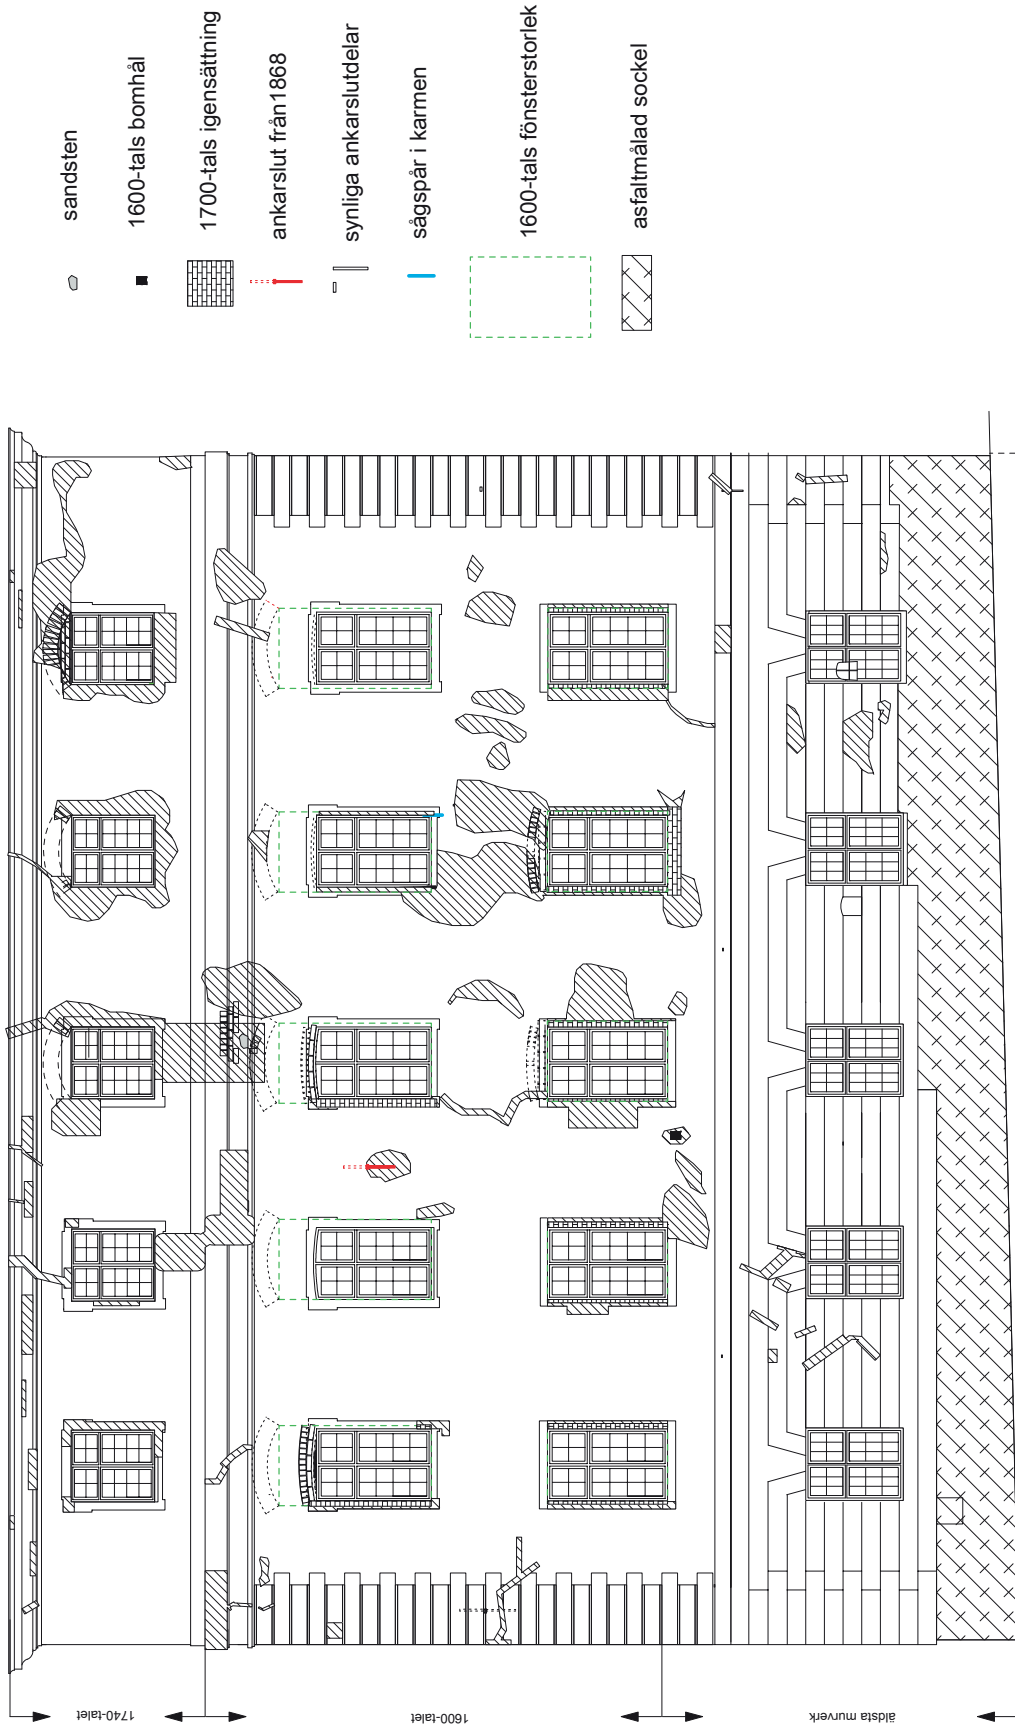 sandsten
1600-tals bomhål
1700-tals igensättning
ankarslut från1868
synliga ankarslutdelar
sågspår i karmen
1600-tals fönsterstorlek
asfaltmålad sockel
1740-talet
1600-talet
äldsta murverk